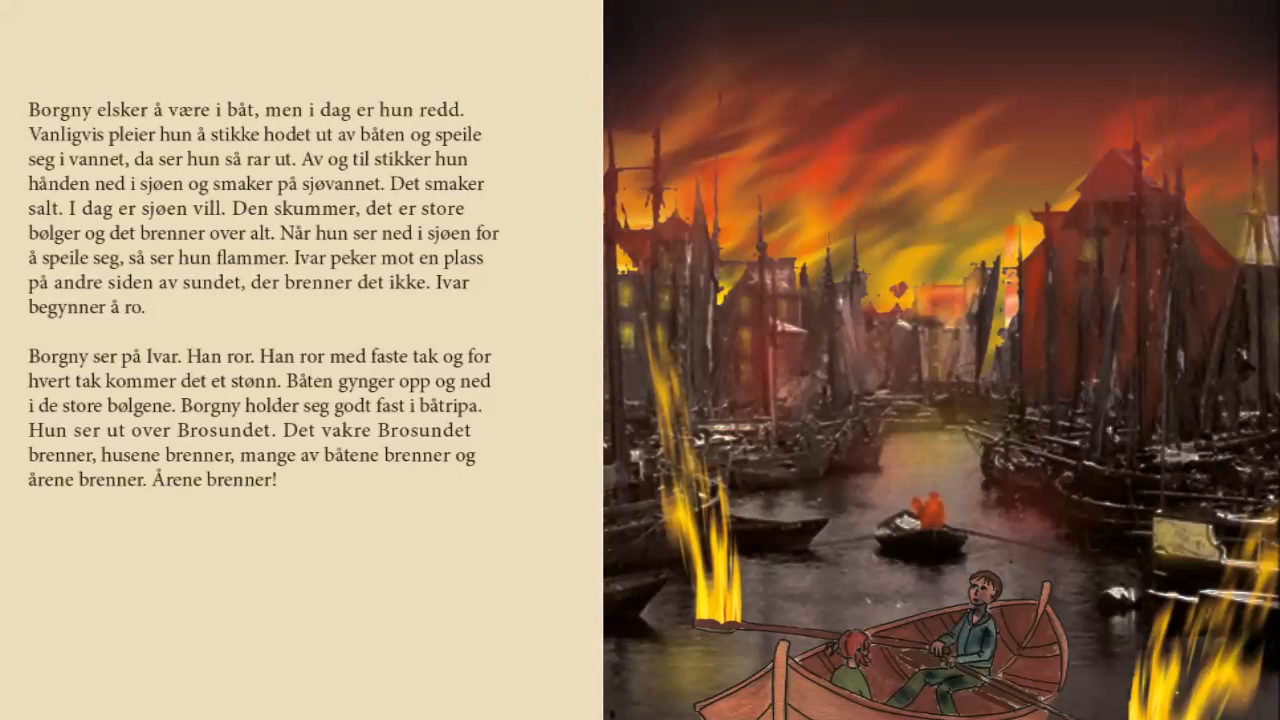 Borgny elsker å være i båt, men i dag er hun redd.
Vanligvis pleier hun å stikke hodet ut av båten og speile
seg i vannet, da ser hun så rar ut. Av og til stikker hun
hånden ned i sjøen og smaker på sjøvannet. Det smaker
salt. I dag er sjøen vill. Den skummer, det er store
bølger og det brenner over alt. Når hun ser ned i sjøen for
å speile seg, så ser hun flammer. Ivar peker mot en plass
på andre siden av sundet, der brenner det ikke. Ivar
begynner å ro.
Borgny ser på Ivar. Han ror. Han ror med faste tak og for
hvert tak kommer det et stønn. Båten gynger opp og ned
i de store bølgene. Borgny holder seg godt fast i båtripa.
Hun ser ut over Brosundet. Det vakre Brosundet
brenner, husene brenner, mange av båtene brenner og
årene brenner. Årene brenner!